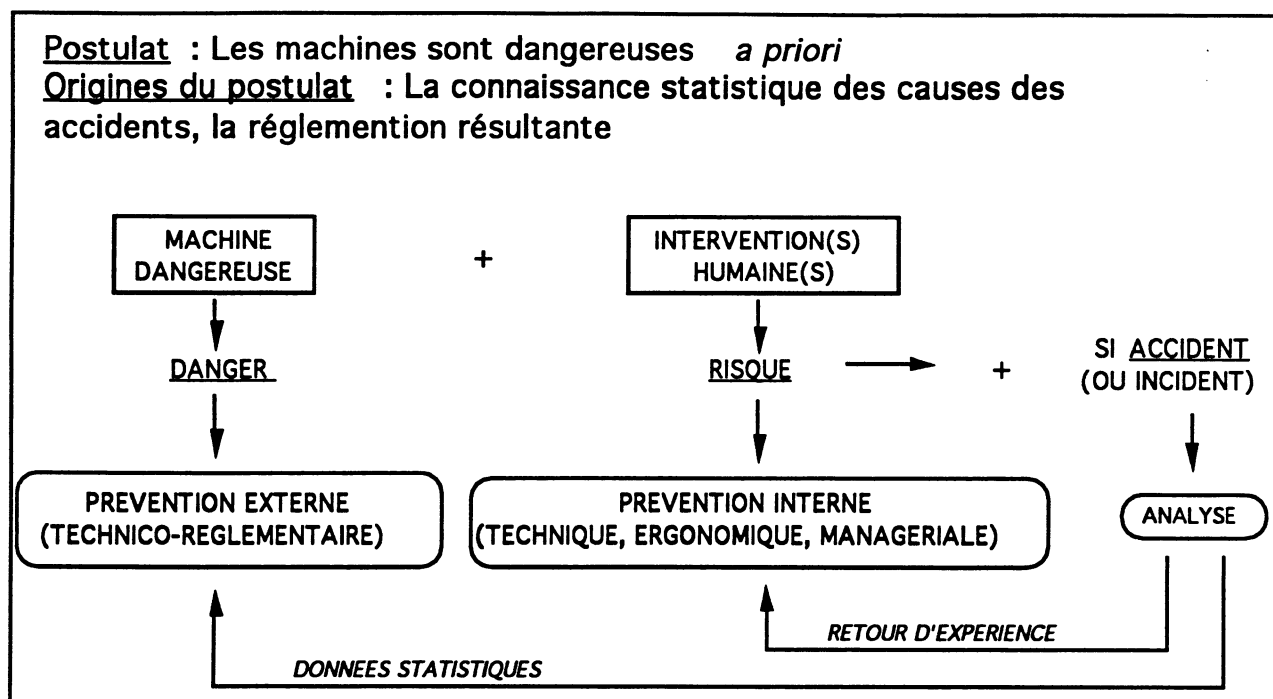 Postulat : Les machines sont dangereuses a priori
Origines du postulat : La connaissance statistique des causes des
accidents, la réglemention résultante
MACHINE
DANGEREUSE
+
INTERVENTION(S)
HUMAINE(S)
DANGER
RISQUE
+
SI ACCIDENT
(OU INCIDENT)
PREVENTION EXTERNE
(TECHNICO-REGLEMENTAIRE)
PREVENTION INTERNE
(TECHNIQUE, ERGONOMIQUE, MANAGERIALE)
ANALYSE
RETOUR D'EXPERIENCE
DONNEES STATISTIQUES